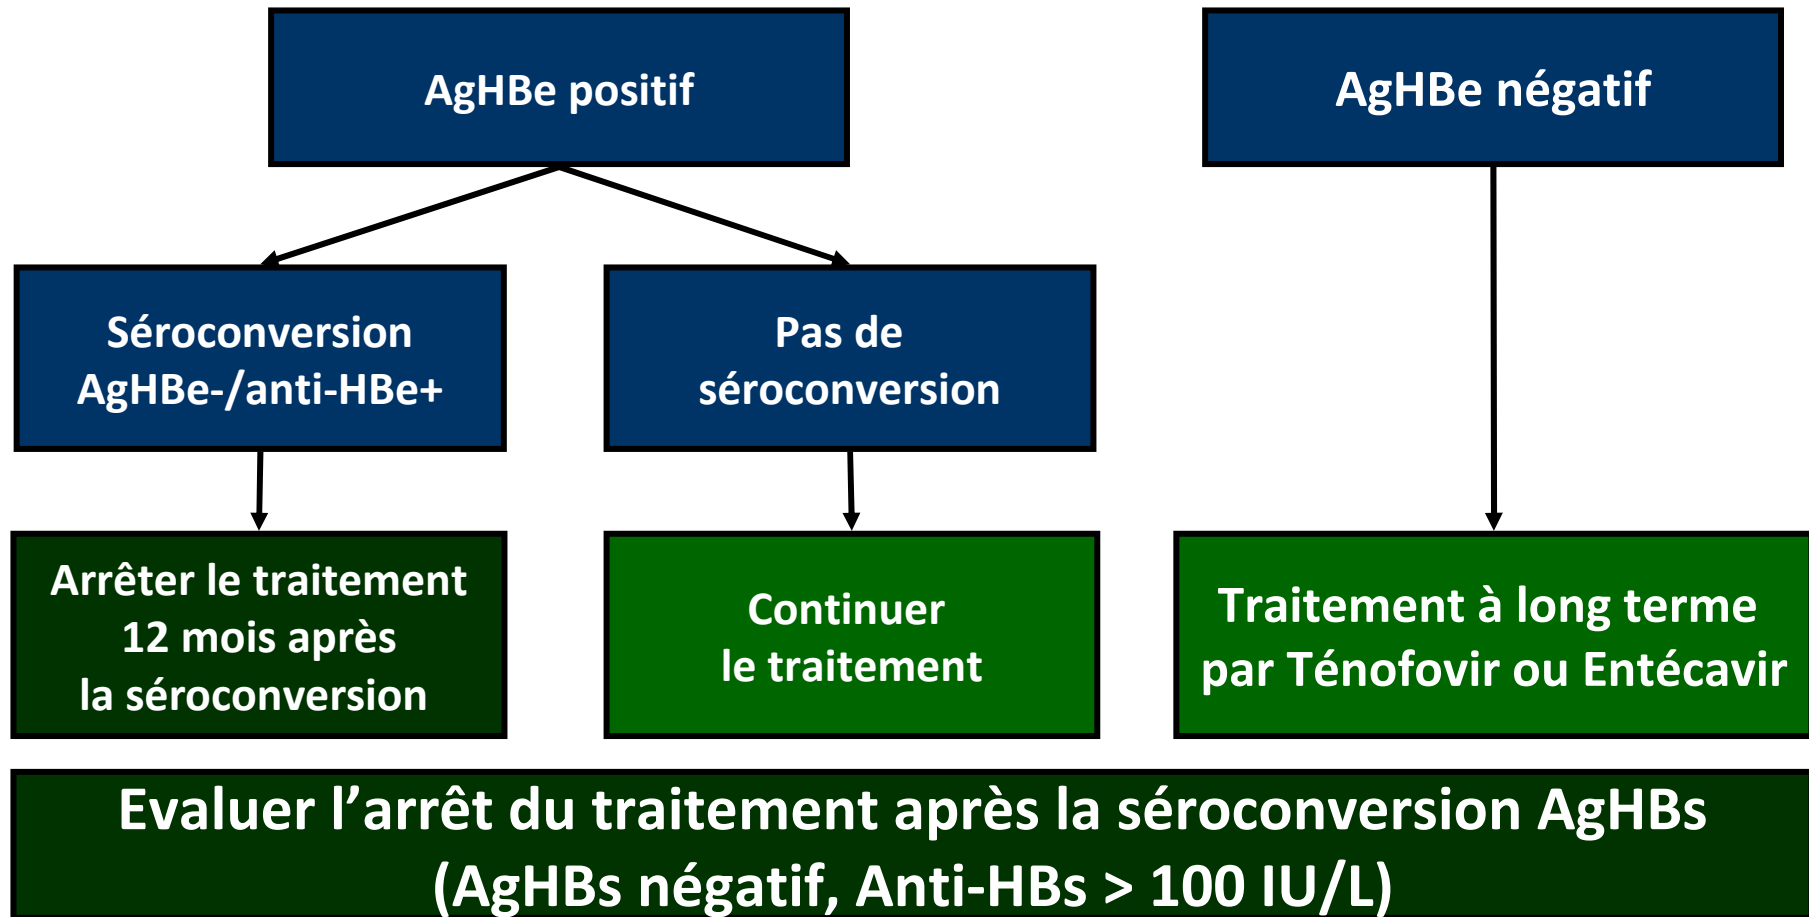 AgHBe positif
AgHBe négatif
Séroconversion
AgHBe-/anti-HBe+
Pas de
séroconversion
Arrêter le traitement
12 mois après
la séroconversion
Continuer
le traitement
Traitement à long terme
par Ténofovir ou Entécavir
Evaluer l’arrêt du traitement après la séroconversion AgHBs
(AgHBs négatif, Anti-HBs > 100 IU/L)